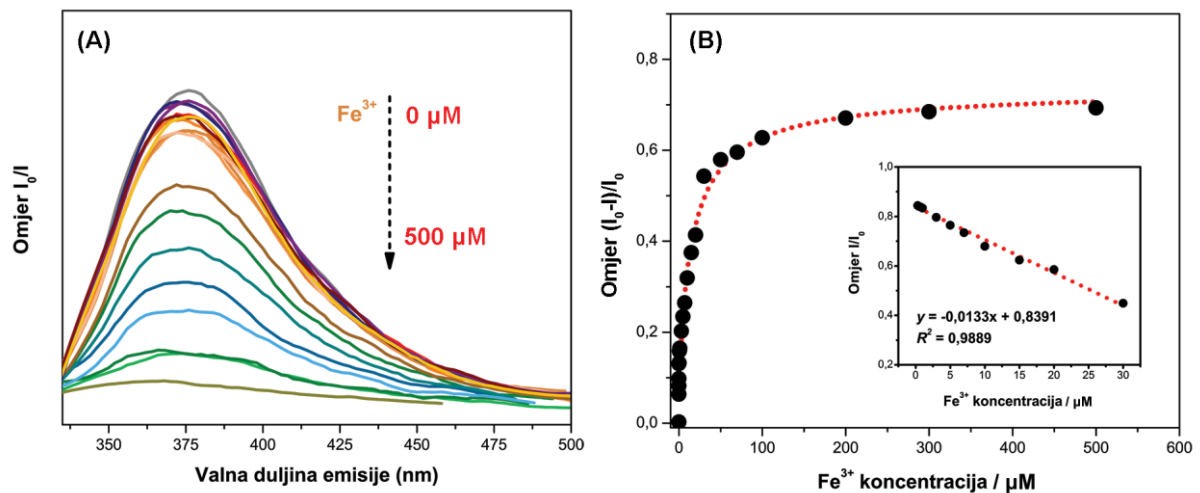 (A)
Fe³⁺
0 µM
500 µM
Omjer I₀/I
350
375
400
425
450
475
500
Valna duljina emisije (nm)
(B)
0,8
0,6
0,4
0,2
0,0
Omjer (I₀-I)/I₀
0
100
200
300
400
500
600
Fe³⁺ koncentracija / µM
1,0
0,8
0,6
0,4
0,2
Omjer I/I₀
y = -0,0133x + 0,8391
R² = 0,9889
0
5
10
15
20
25
30
Fe³⁺ koncentracija / µM